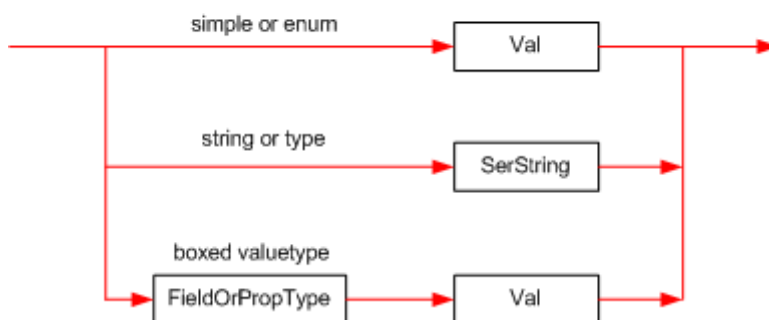 simple or enum
Val
string or type
SerString
boxed valuetype
FieldOrPropType
Val